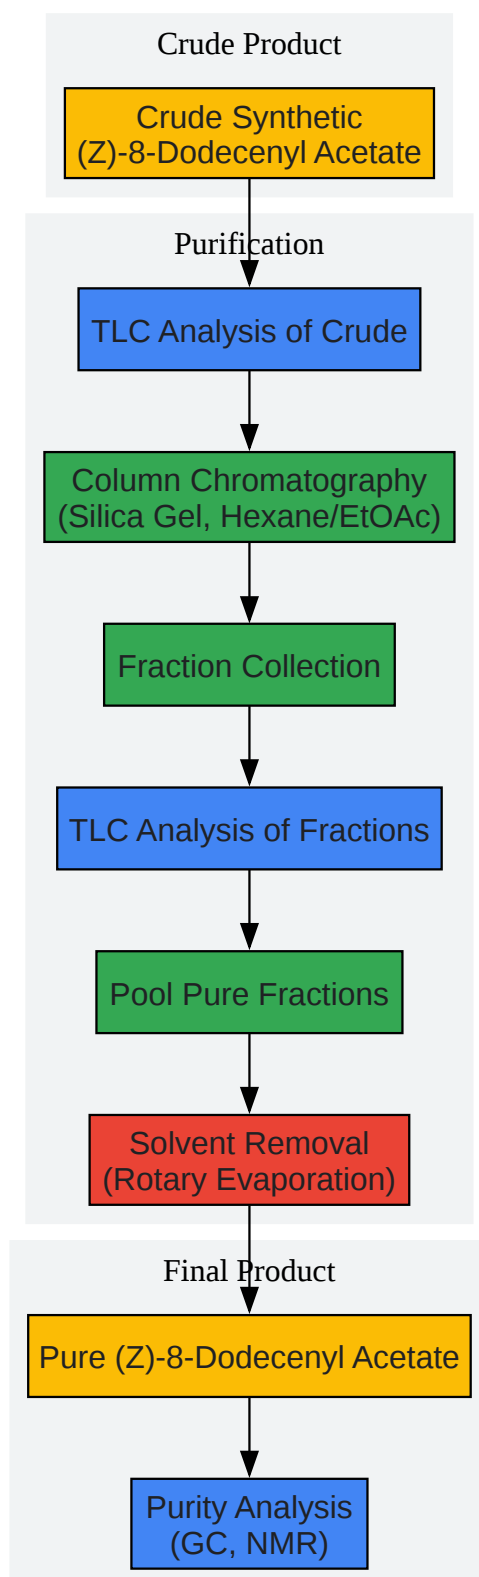 Crude Product
Crude Synthetic
(Z)-8-Dodecenyl Acetate
Purification
TLC Analysis of Crude
Column Chromatography
(Silica Gel, Hexane/EtOAc)
Fraction Collection
TLC Analysis of Fractions
Pool Pure Fractions
Solvent Removal
(Rotary Evaporation)
Final Product
Pure (Z)-8-Dodecenyl Acetate
Purity Analysis
(GC, NMR)